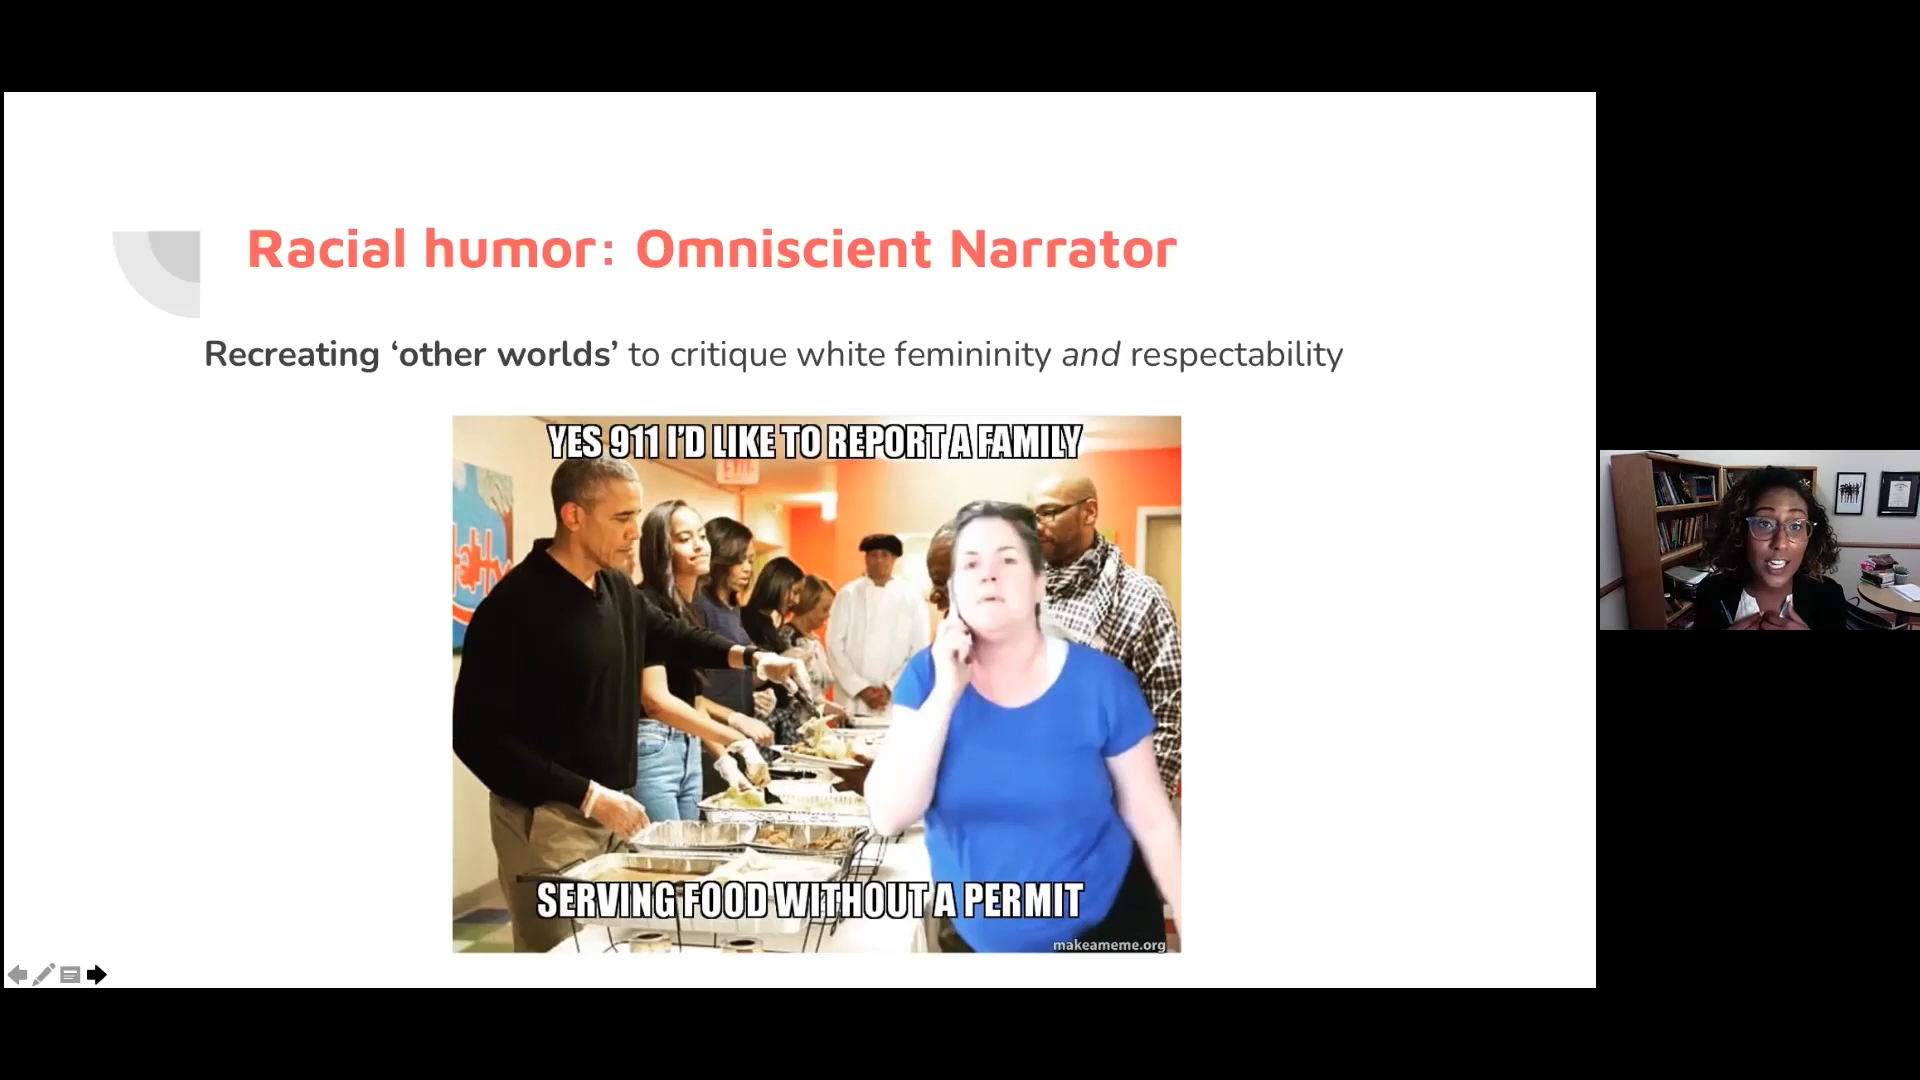 Racial humor: Omniscient Narrator
Recreating ‘other worlds’ to critique white femininity and respectability
YES 911 I'D LIKE TO REPORT A FAMILY
EXIT
SERVING FOOD WITHOUT A PERMIT
makeameme.org